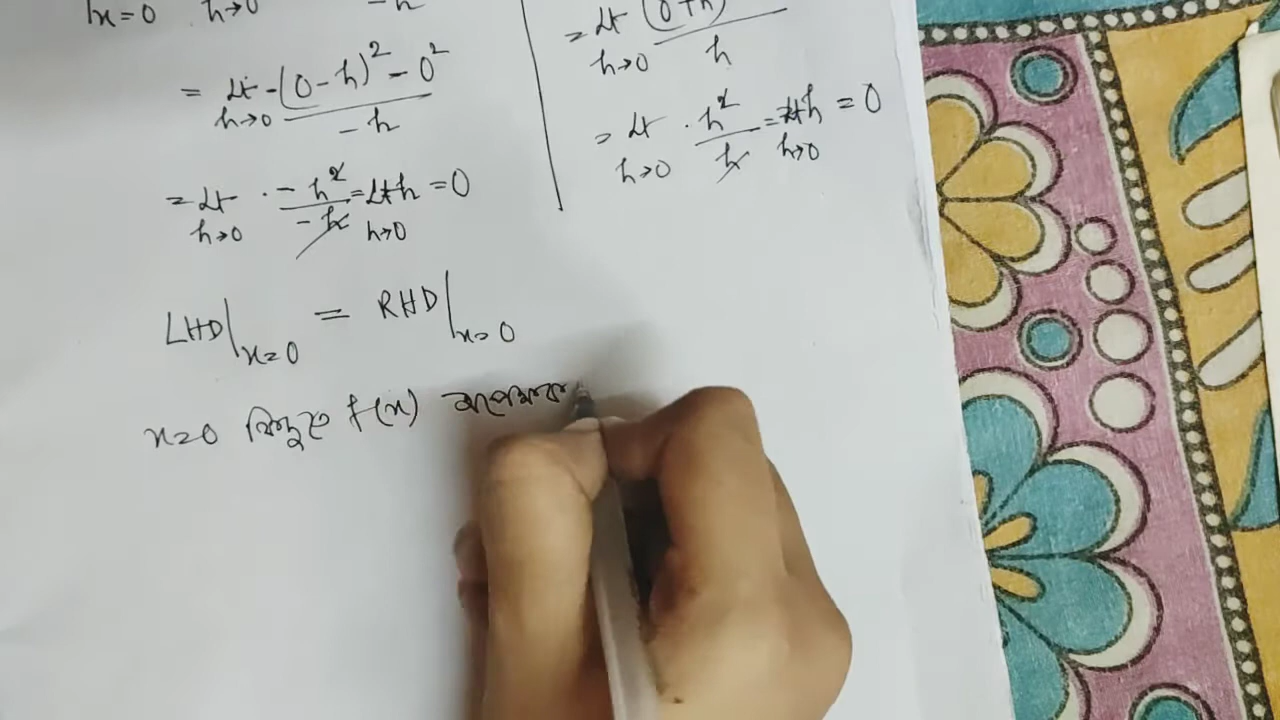 x=0 h→0 -h
= Lt -(0-h)² - 0² / -h
h→0
= Lt · -h² / -h = Lt h = 0
h→0 h→0
LHD|x=0 = RHD|x=0
x=0 বিন্দুতে f(x)
= Lt (0+h) / h
h→0
= Lt · h² / h = Lt h = 0
h→0 h→0